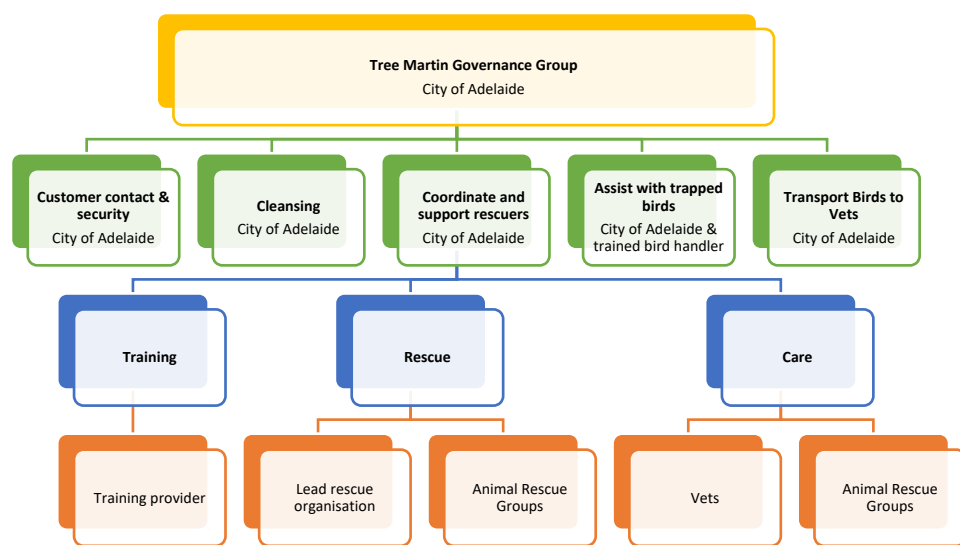 Tree Martin Governance Group
City of Adelaide
Customer contact &
security
City of Adelaide
Cleansing
City of Adelaide
Coordinate and
support rescuers
City of Adelaide
Assist with trapped
birds
City of Adelaide &
trained bird handler
Transport Birds to
Vets
City of Adelaide
Training
Rescue
Care
Training provider
Lead rescue
organisation
Animal Rescue
Groups
Vets
Animal Rescue
Groups